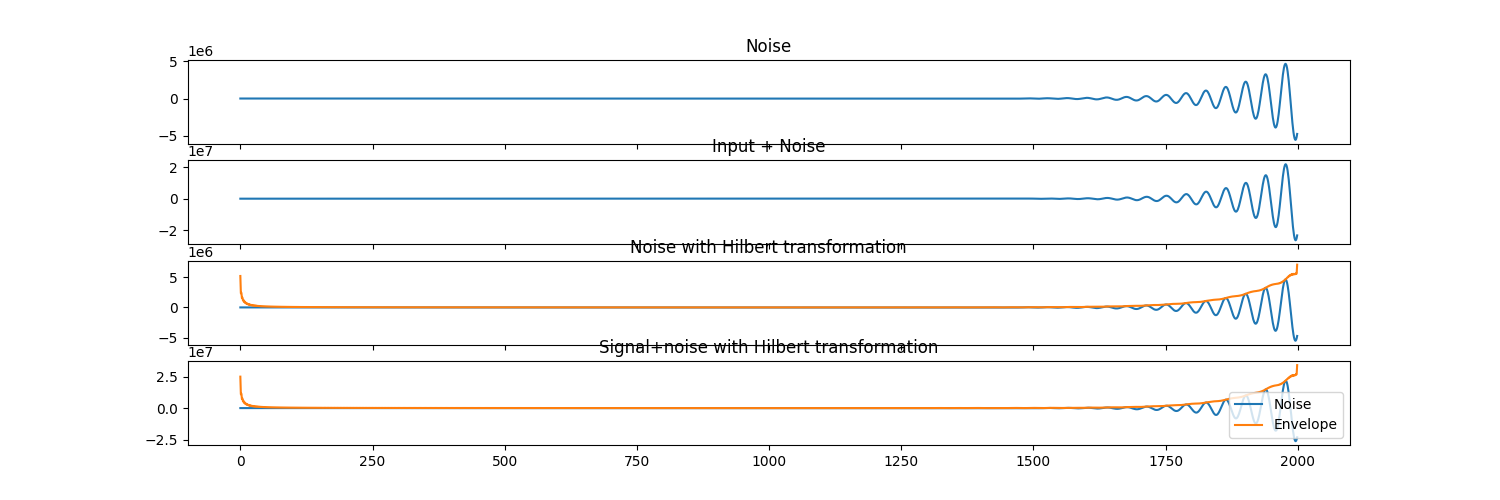 Noise
1e6
5
0
−5
Input + Noise
1e7
2
0
−2
Noise with Hilbert transformation
1e6
5
0
−5
Signal+noise with Hilbert transformation
1e7
2.5
0.0
−2.5
Noise
Envelope
0 250 500 750 1000 1250 1500 1750 2000